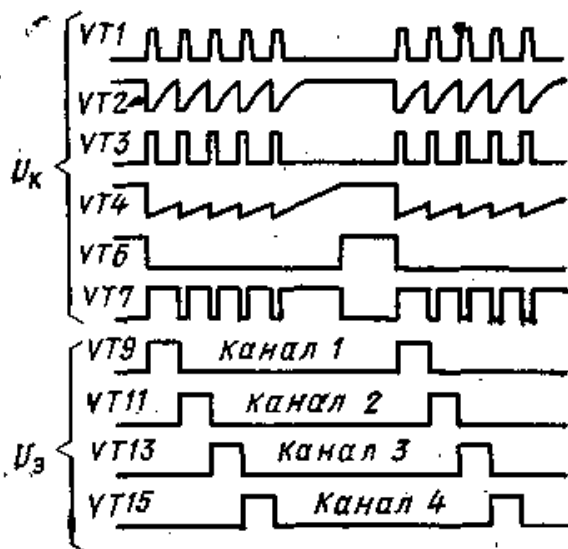 VT1
VT2
VT3
Uк
VT4
VT6
VT7
VT9 Канал 1
VT11 Канал 2
Uэ
VT13 Канал 3
VT15 Канал 4